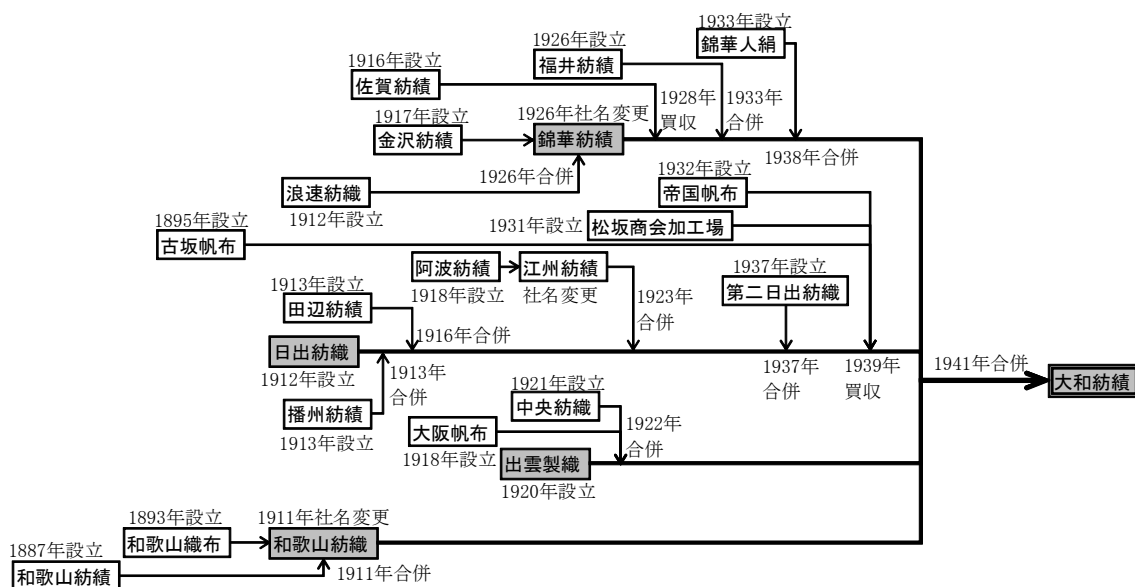 1933年設立
錦華人絹
1926年設立
福井紡績
1916年設立
佐賀紡績
1928年
買収
1933年
合併
1917年設立
金沢紡績
1926年社名変更
錦華紡績
1938年合併
1926年合併
浪速紡織
1912年設立
1932年設立
帝国帆布
1931年設立
松坂商会加工場
1895年設立
古坂帆布
阿波紡績
1918年設立
江州紡績
社名変更
1923年
合併
1937年設立
第二日出紡織
1913年設立
田辺紡績
1916年合併
日出紡織
1912年設立
1913年
合併
播州紡績
1913年設立
1937年
合併
1939年
買収
1941年合併
大和紡績
1921年設立
中央紡織
大阪帆布
1918年設立
1922年
合併
出雲製織
1920年設立
1893年設立
和歌山織布
1911年社名変更
和歌山紡織
1887年設立
和歌山紡績
1911年合併